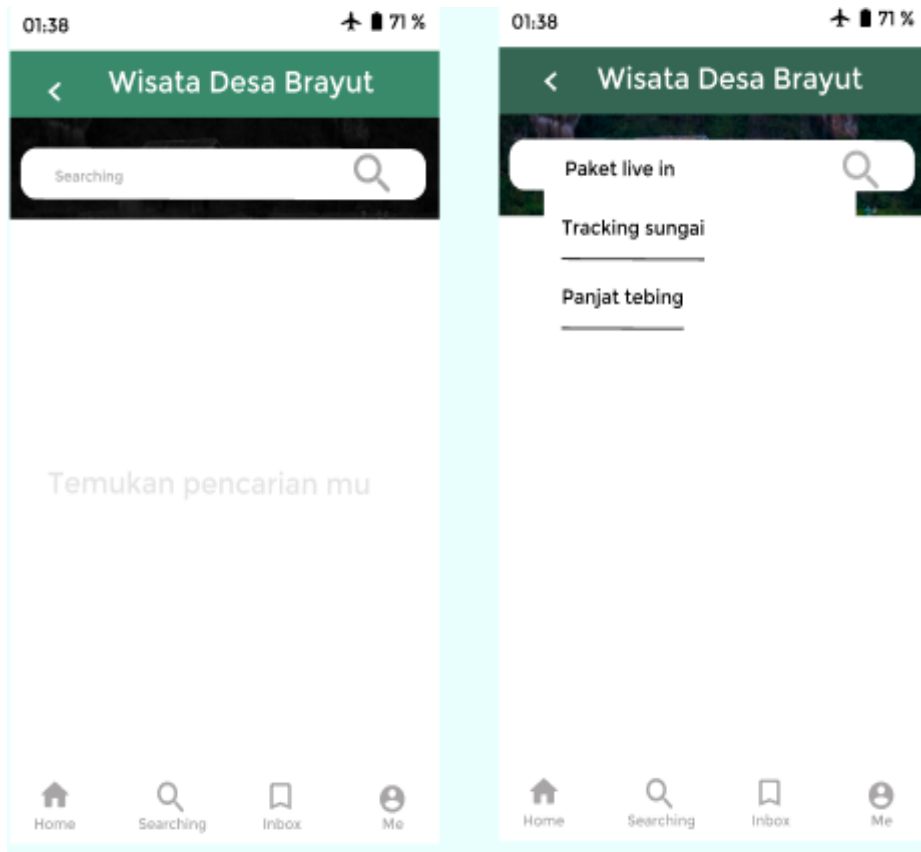 01:38 71 %
Wisata Desa Brayut
Searching
Temukan pencarian mu
Home Searching Inbox Me
01:38 71 %
Wisata Desa Brayut
Paket live in
Tracking sungai
Panjat tebing
Home Searching Inbox Me